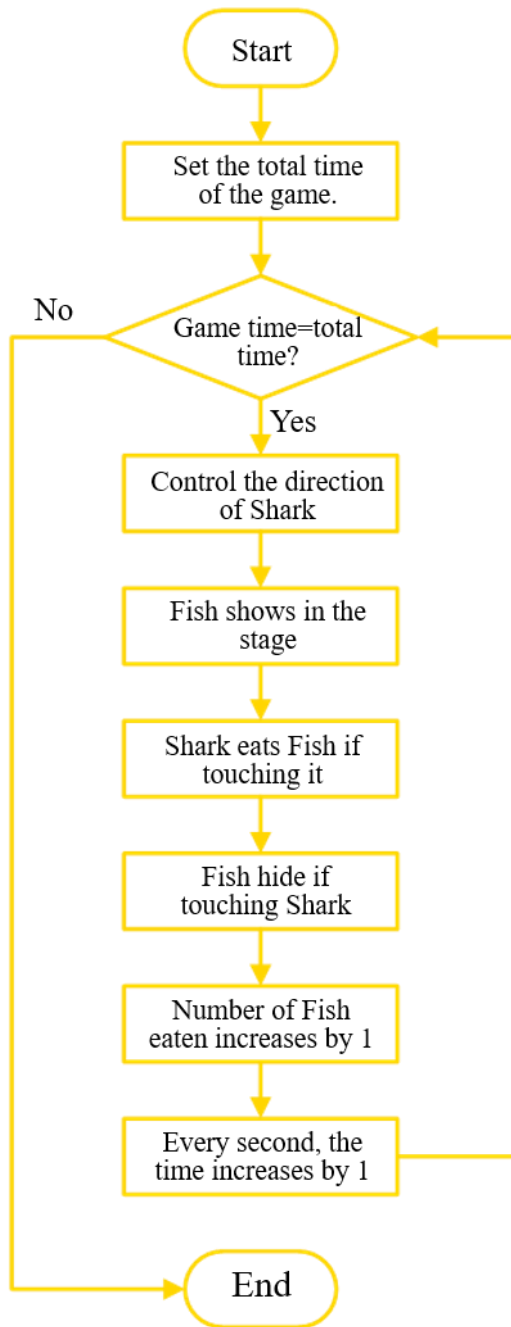 Start
Set the total time
of the game.
No
Game time=total
time?
Yes
Control the direction
of Shark
Fish shows in the
stage
Shark eats Fish if
touching it
Fish hide if
touching Shark
Number of Fish
eaten increases by 1
Every second, the
time increases by 1
End